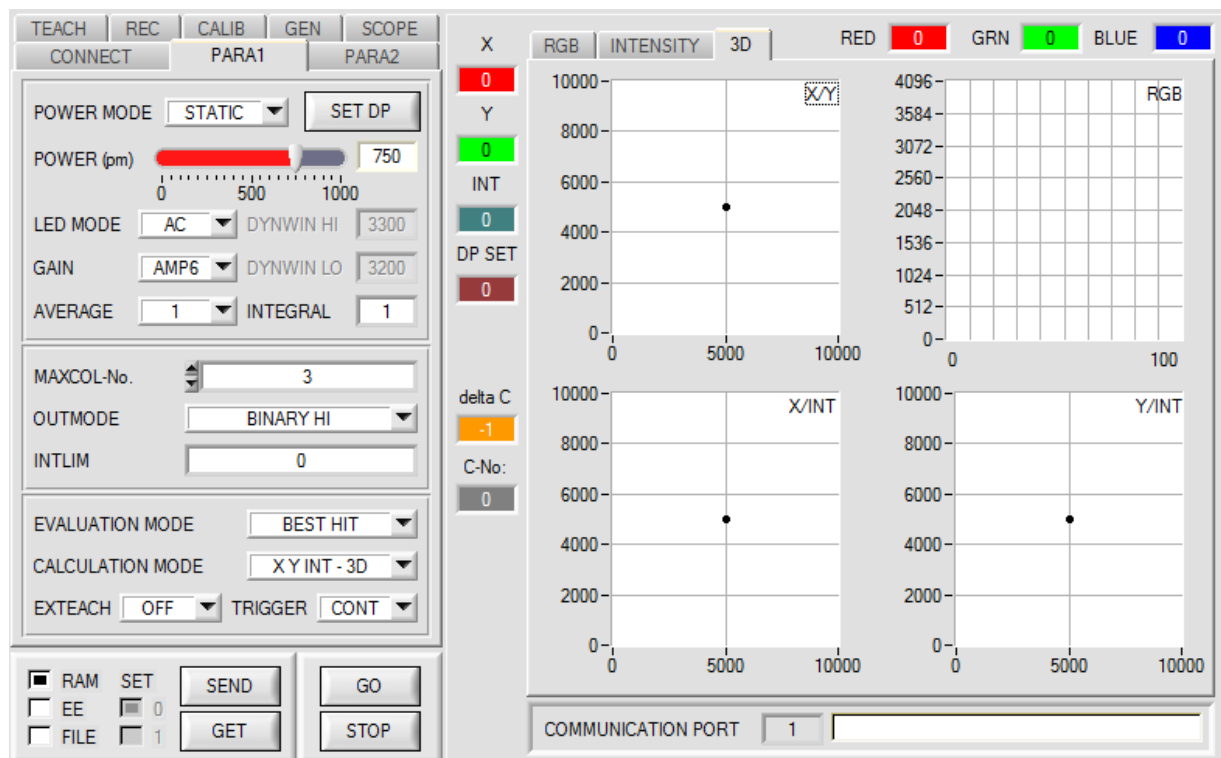 TEACH REC CALIB GEN SCOPE
CONNECT PARA1 PARA2
POWER MODE STATIC SET DP
POWER (pm) 750
0 500 1000
LED MODE AC DYNWIN HI 3300
GAIN AMP6 DYNWIN LO 3200
AVERAGE 1 INTEGRAL 1
MAXCOL-No. 3
OUTMODE BINARY HI
INTLIM 0
EVALUATION MODE BEST HIT
CALCULATION MODE X Y INT - 3D
EXTEACH OFF TRIGGER CONT
RAM SET SEND GO
EE 0
FILE 1 GET STOP
X
0
Y
0
INT
0
DP SET
0
delta C
-1
C-No:
0
RGB INTENSITY 3D RED 0 GRN 0 BLUE 0
X/Y
10000
8000
6000
4000
2000
0
0 5000 10000
RGB
4096
3584
3072
2560
2048
1536
1024
512
0
0 100
X/INT
10000
8000
6000
4000
2000
0
0 5000 10000
Y/INT
10000
8000
6000
4000
2000
0
0 5000 10000
COMMUNICATION PORT 1